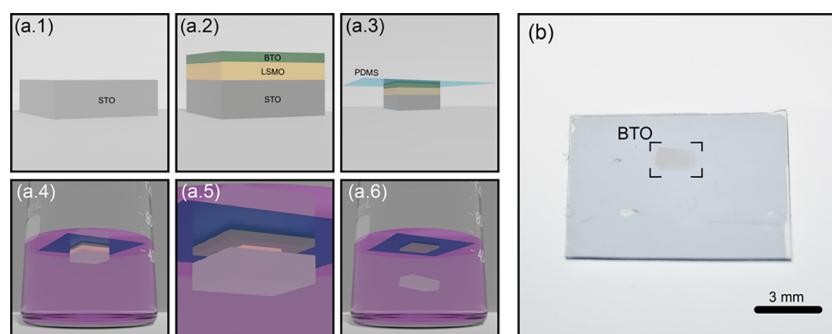 (a.1)
STO
(a.2)
BTO
LSMO
STO
(a.3)
PDMS
(a.4)
(a.5)
(a.6)
(b)
BTO
3 mm